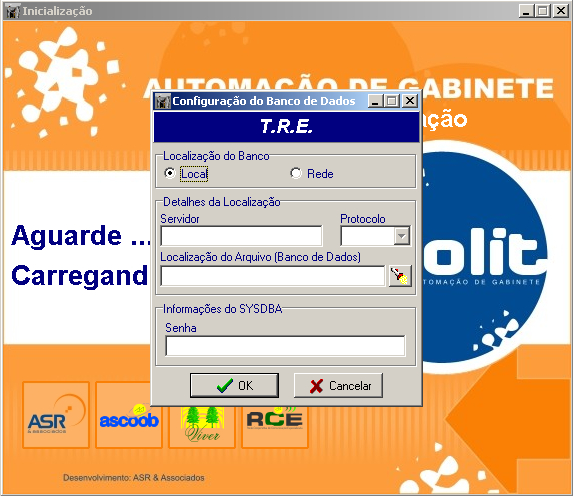 Inicialização
AUTOMAÇÃO DE GABINETE
ação
Configuração do Banco de Dados
T.R.E.
Localização do Banco
Local
Rede
Detalhes da Localização
Servidor
Protocolo
Localização do Arquivo (Banco de Dados)
Informações do SYSDBA
Senha
OK
Cancelar
Aguarde ...
Carregand
olit
AUTOMAÇÃO DE GABINETE
ASR
& associados
ascoob
Viver
RCE
Desenvolvimento: ASR & Associados